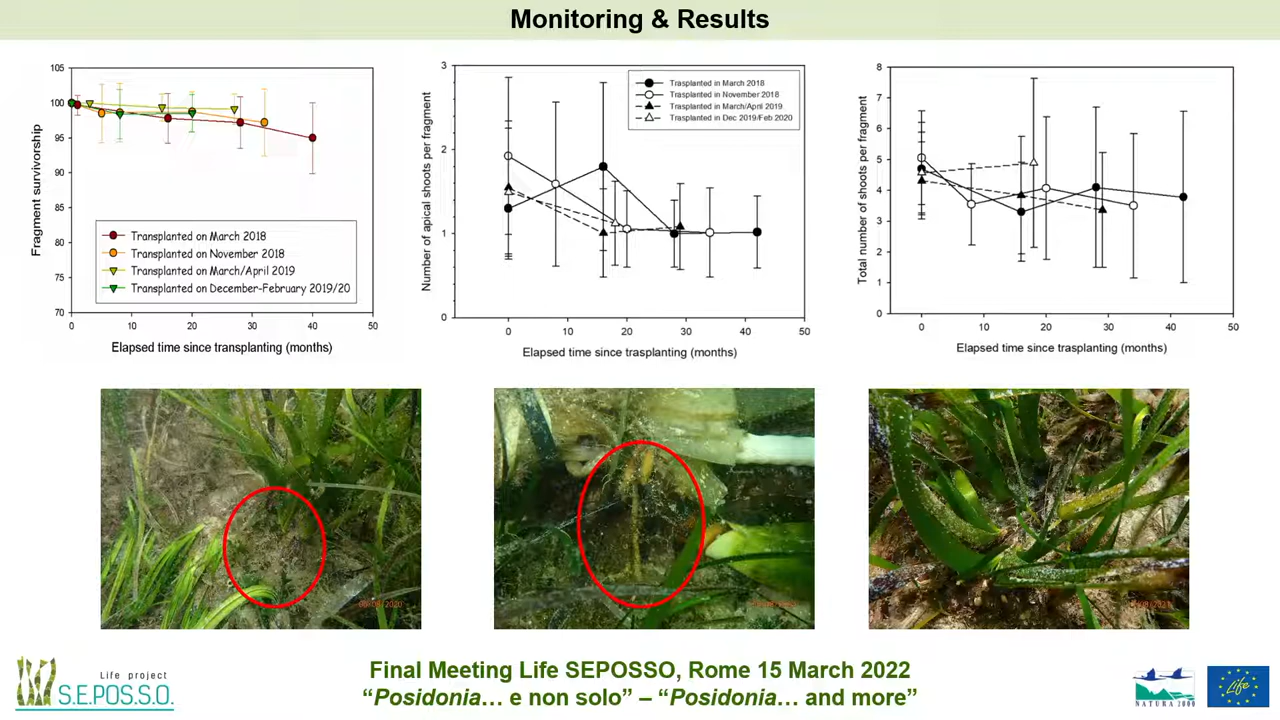 Monitoring & Results
105
100
95
90
85
80
75
70
Fragment survivorship
Transplanted on March 2018
Transplanted on November 2018
Transplanted on March/April 2019
Transplanted on December-February 2019/20
0
10
20
30
40
50
Elapsed time since transplanting (months)
3
2
1
0
Number of apical shoots per fragment
Trasplanted in March 2018
Trasplanted in November 2018
Trasplanted in March/April 2019
Trasplanted in Dec 2019/Feb 2020
0
10
20
30
40
50
Elapsed time since trasplanting (months)
8
7
6
5
4
3
2
1
0
Total number of shoots per fragment
0
10
20
30
40
50
Elapsed time since trasplanting (months)
Life project
S.E.POS.S.O.
Final Meeting Life SEPOSSO, Rome 15 March 2022
“Posidonia… e non solo” – “Posidonia… and more”
NATURA 2000
Life